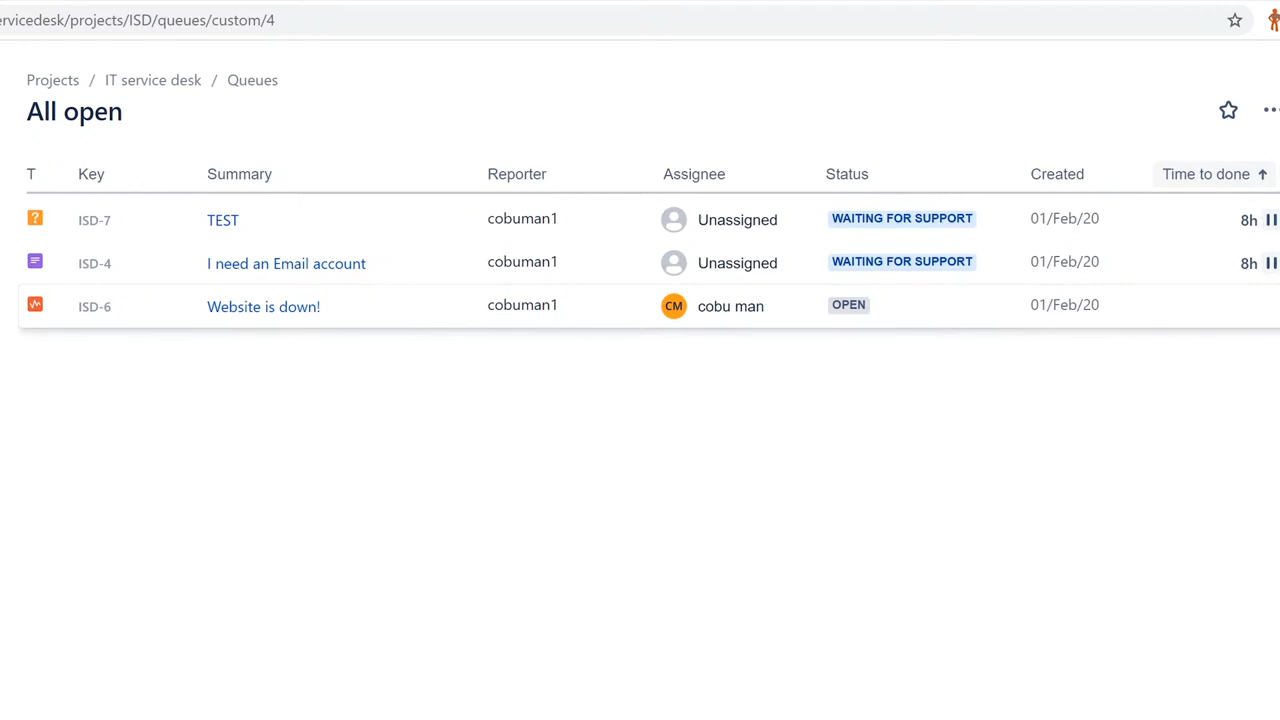 ervicedesk/projects/ISD/queues/custom/4
Projects / IT service desk / Queues
All open
T Key Summary Reporter Assignee Status Created Time to done ↑
ISD-7 TEST cobuman1 Unassigned WAITING FOR SUPPORT 01/Feb/20 8h
ISD-4 I need an Email account cobuman1 Unassigned WAITING FOR SUPPORT 01/Feb/20 8h
ISD-6 Website is down! cobuman1 CM cobu man OPEN 01/Feb/20